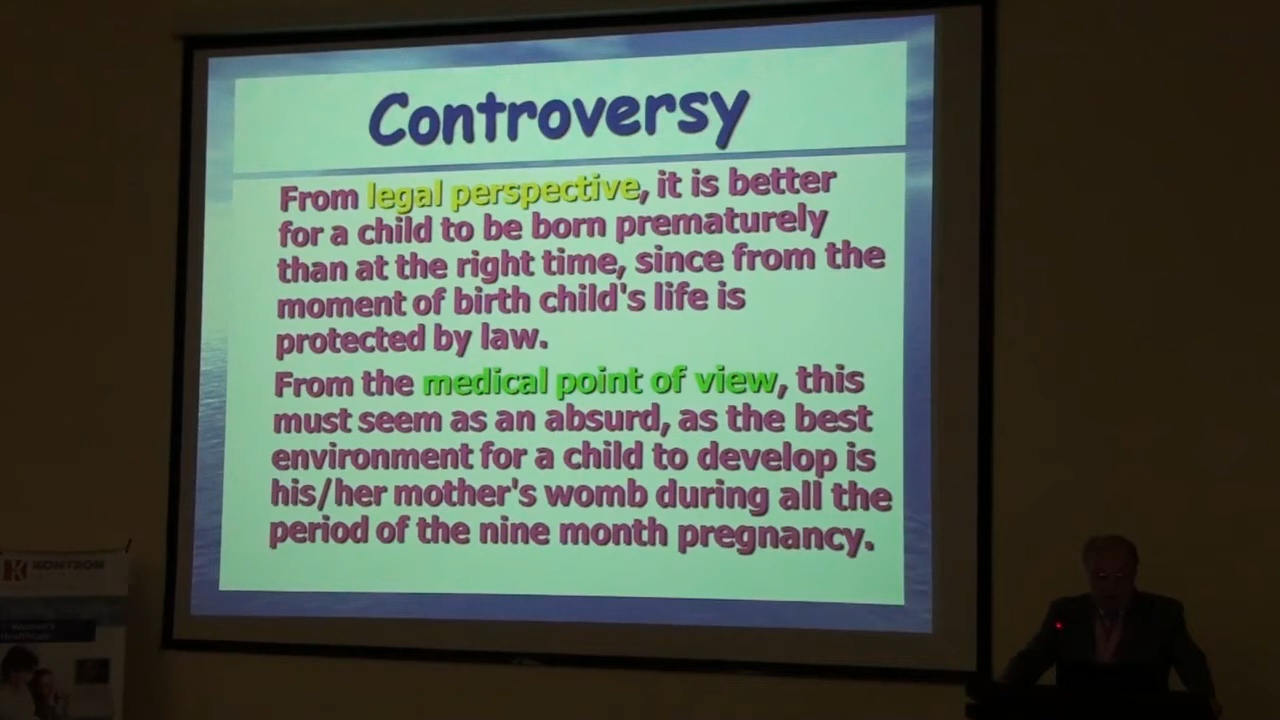 Controversy
From legal perspective, it is better
for a child to be born prematurely
than at the right time, since from the
moment of birth child's life is
protected by law.
From the medical point of view, this
must seem as an absurd, as the best
environment for a child to develop is
his/her mother's womb during all the
period of the nine month pregnancy.
KONTRON
Women's
Healthcare